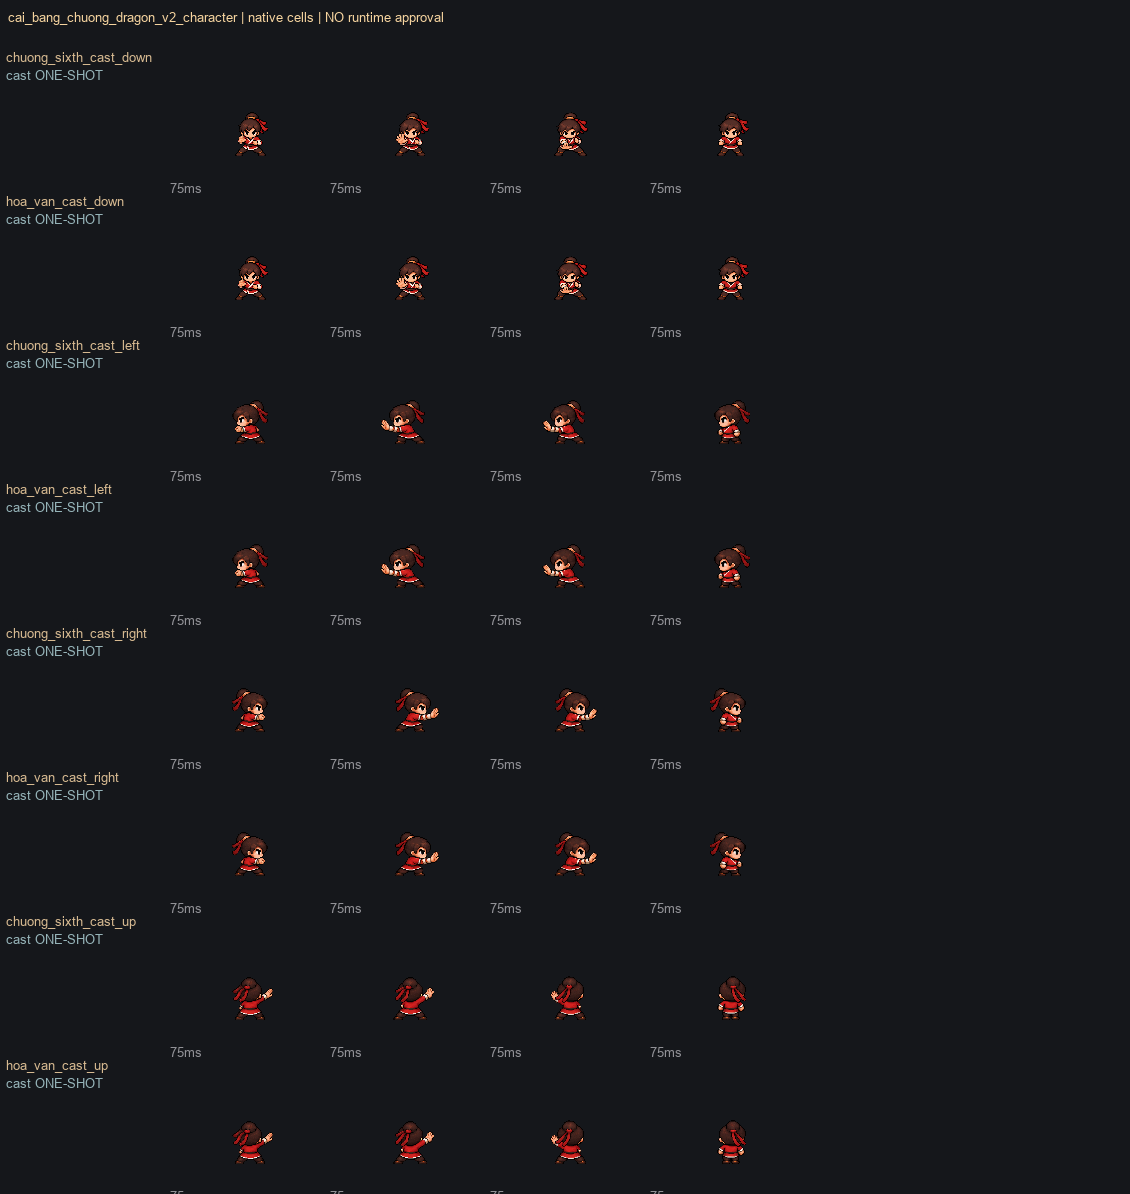 cai_bang_chuong_dragon_v2_character | native cells | NO runtime approval
chuong_sixth_cast_down
cast ONE-SHOT
75ms 75ms 75ms 75ms
hoa_van_cast_down
cast ONE-SHOT
75ms 75ms 75ms 75ms
chuong_sixth_cast_left
cast ONE-SHOT
75ms 75ms 75ms 75ms
hoa_van_cast_left
cast ONE-SHOT
75ms 75ms 75ms 75ms
chuong_sixth_cast_right
cast ONE-SHOT
75ms 75ms 75ms 75ms
hoa_van_cast_right
cast ONE-SHOT
75ms 75ms 75ms 75ms
chuong_sixth_cast_up
cast ONE-SHOT
75ms 75ms 75ms 75ms
hoa_van_cast_up
cast ONE-SHOT